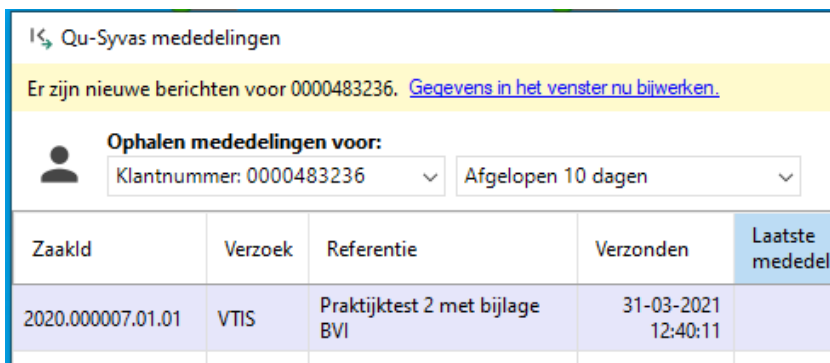 Qu-Syvas mededelingen
Er zijn nieuwe berichten voor 0000483236. Gegevens in het venster nu bijwerken.
Ophalen mededelingen voor:
Klantnummer: 0000483236 Afgelopen 10 dagen
ZaakId Verzoek Referentie Verzonden Laatste
mededel
2020.000007.01.01 VTIS Praktijktest 2 met bijlage 31-03-2021
BVI 12:40:11